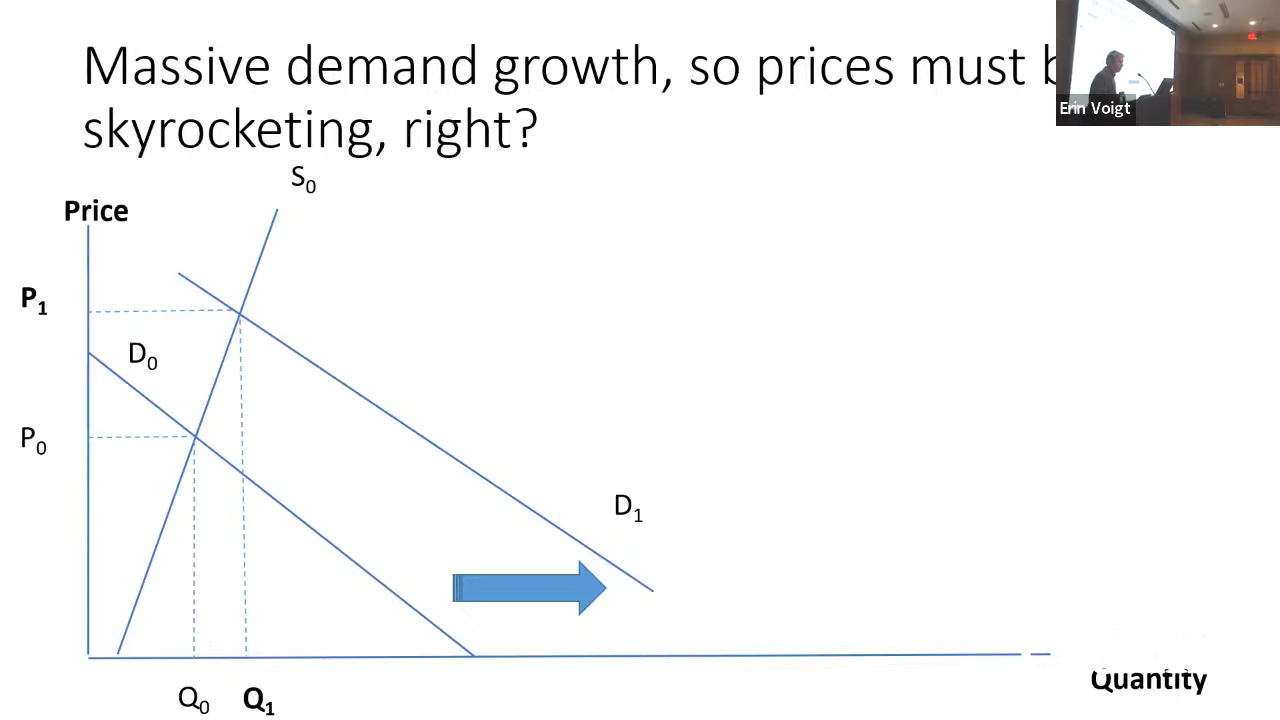 Massive demand growth, so prices must b
skyrocketing, right?
Erin Voigt
S₀
Price
P₁
D₀
P₀
D₁
Q₀ Q₁
Quantity